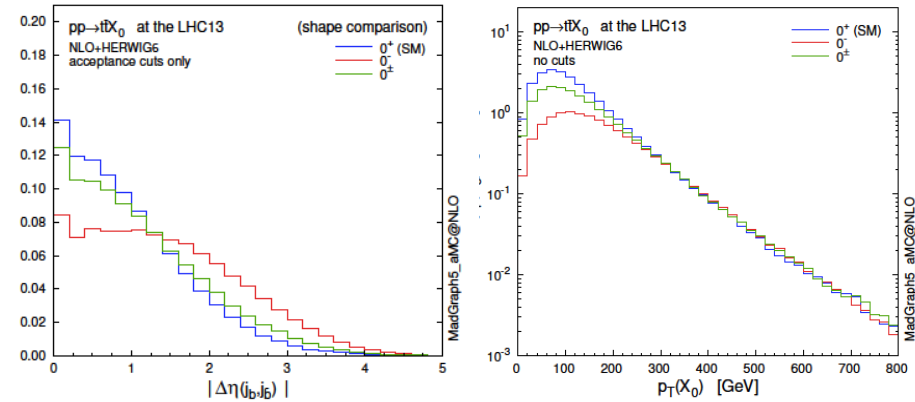 pp→tt̄X₀ at the LHC13
(shape comparison)
NLO+HERWIG6
acceptance cuts only
0⁺ (SM)
0⁻
0^±
0.20
0.18
0.16
0.14
0.12
0.10
0.08
0.06
0.04
0.02
0.00
0 1 2 3 4 5
|Δη(j_b,j_b̄) |
MadGraph5_aMC@NLO
pp→tt̄X₀ at the LHC13
NLO+HERWIG6
no cuts
0⁺ (SM)
0⁻
0^±
10¹
10⁰
10⁻¹
10⁻²
10⁻³
0 100 200 300 400 500 600 700 800
p_T(X₀) [GeV]
MadGraph5_aMC@NLO